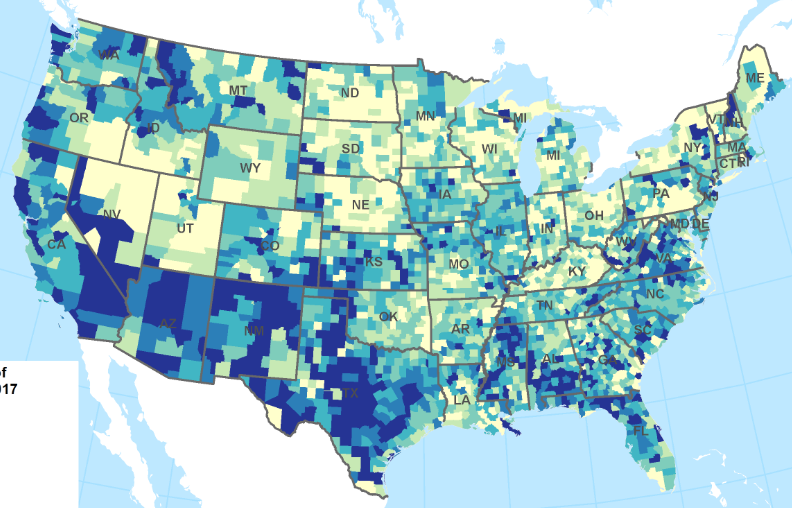 WA
MT
ND
MN
ME
OR
ID
SD
WI
MI
MI
VT
NH
NY
MA
CT
RI
WY
IA
PA
NJ
NE
NV
UT
CO
IL
IN
OH
MD
DE
CA
KS
MO
WV
VA
KY
AZ
NM
OK
TN
NC
AR
SC
TX
MS
AL
GA
LA
FL
of
017